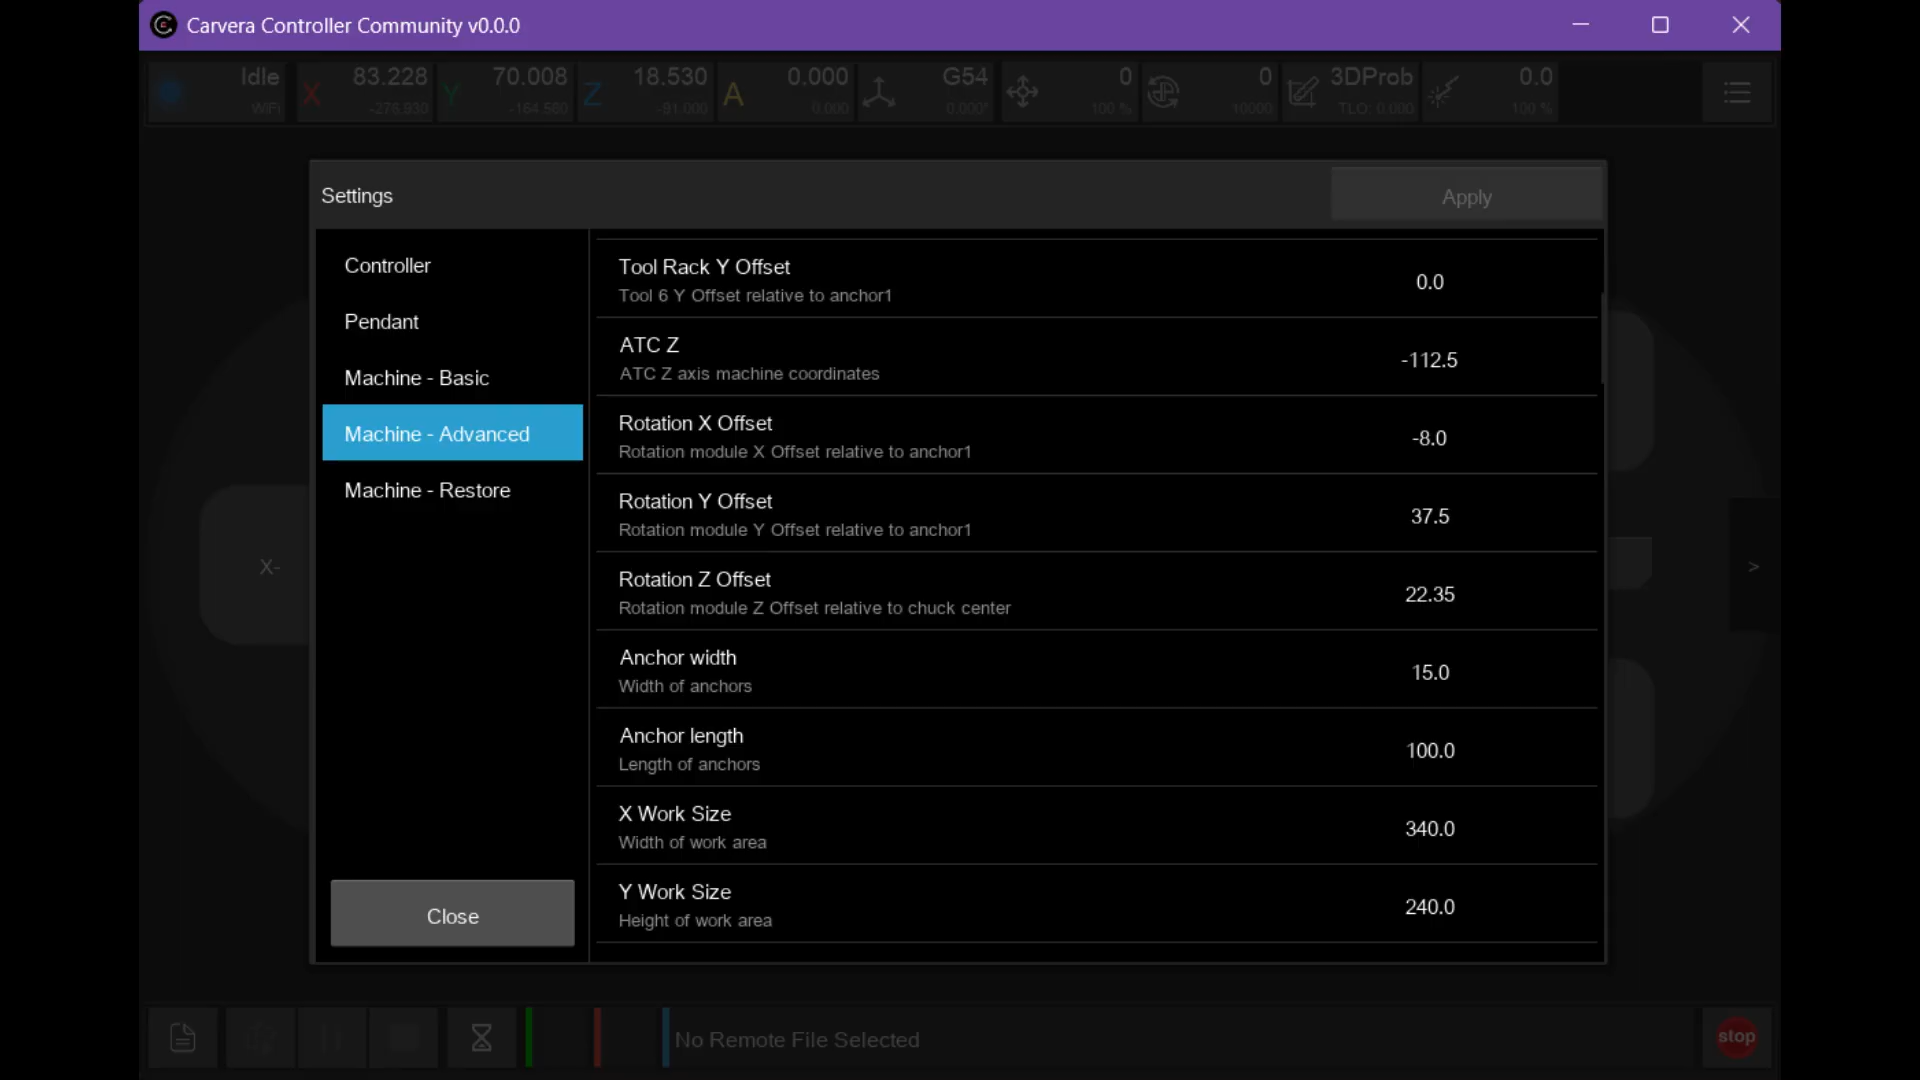 Carvera Controller Community v0.0.0
Idle
WiFi
X 83.228
-276.930
Y 70.008
-164.560
Z 18.530
-91.000
A 0.000
0.000
G54
0.000°
0
100 %
0
10000
3DProb
TLO: 0.000
0.0
100 %
Settings
Apply
Controller
Pendant
Machine - Basic
Machine - Advanced
Machine - Restore
Close
Tool Rack Y Offset
Tool 6 Y Offset relative to anchor1
0.0
ATC Z
ATC Z axis machine coordinates
-112.5
Rotation X Offset
Rotation module X Offset relative to anchor1
-8.0
Rotation Y Offset
Rotation module Y Offset relative to anchor1
37.5
Rotation Z Offset
Rotation module Z Offset relative to chuck center
22.35
Anchor width
Width of anchors
15.0
Anchor length
Length of anchors
100.0
X Work Size
Width of work area
340.0
Y Work Size
Height of work area
240.0
X-
>
No Remote File Selected
stop